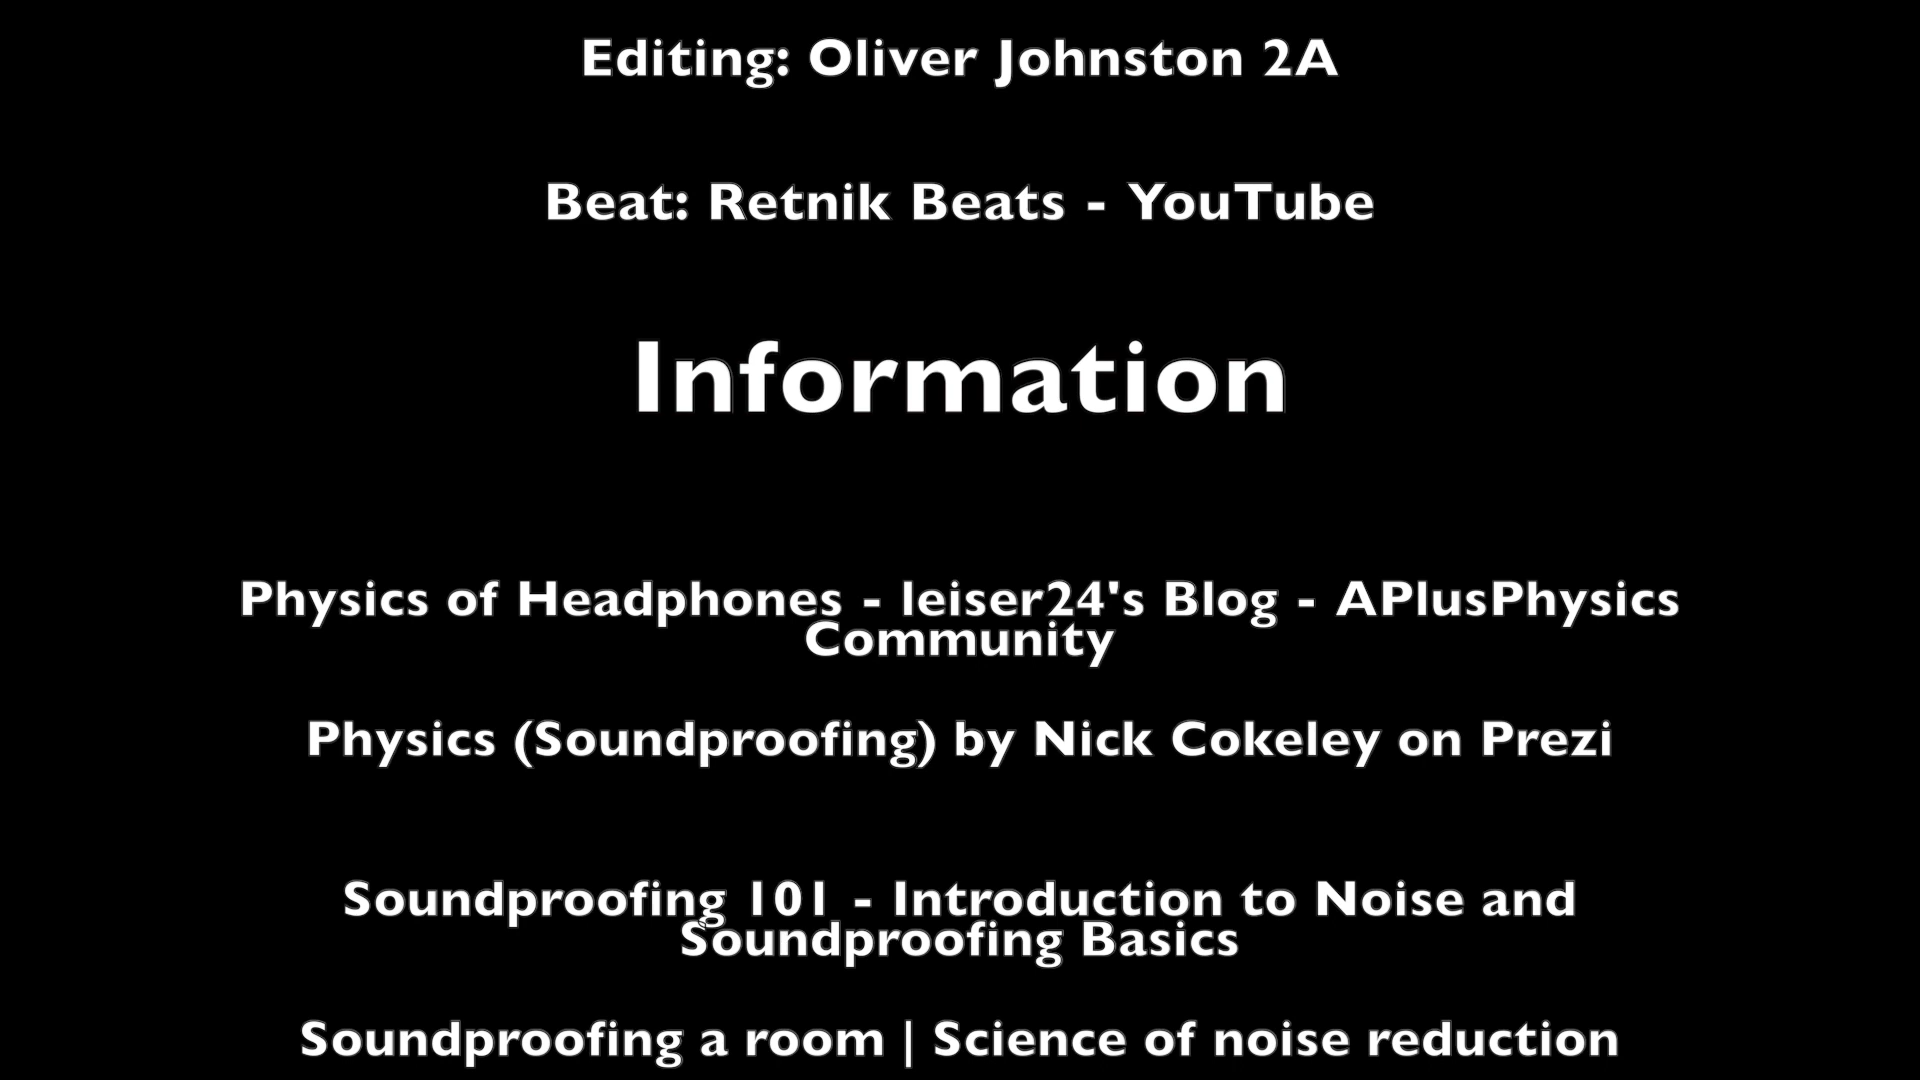 Editing: Oliver Johnston 2A
Beat: Retnik Beats - YouTube
Information
Physics of Headphones - leiser24's Blog - APlusPhysics
Community
Physics (Soundproofing) by Nick Cokeley on Prezi
Soundproofing 101 - Introduction to Noise and
Soundproofing Basics
Soundproofing a room | Science of noise reduction